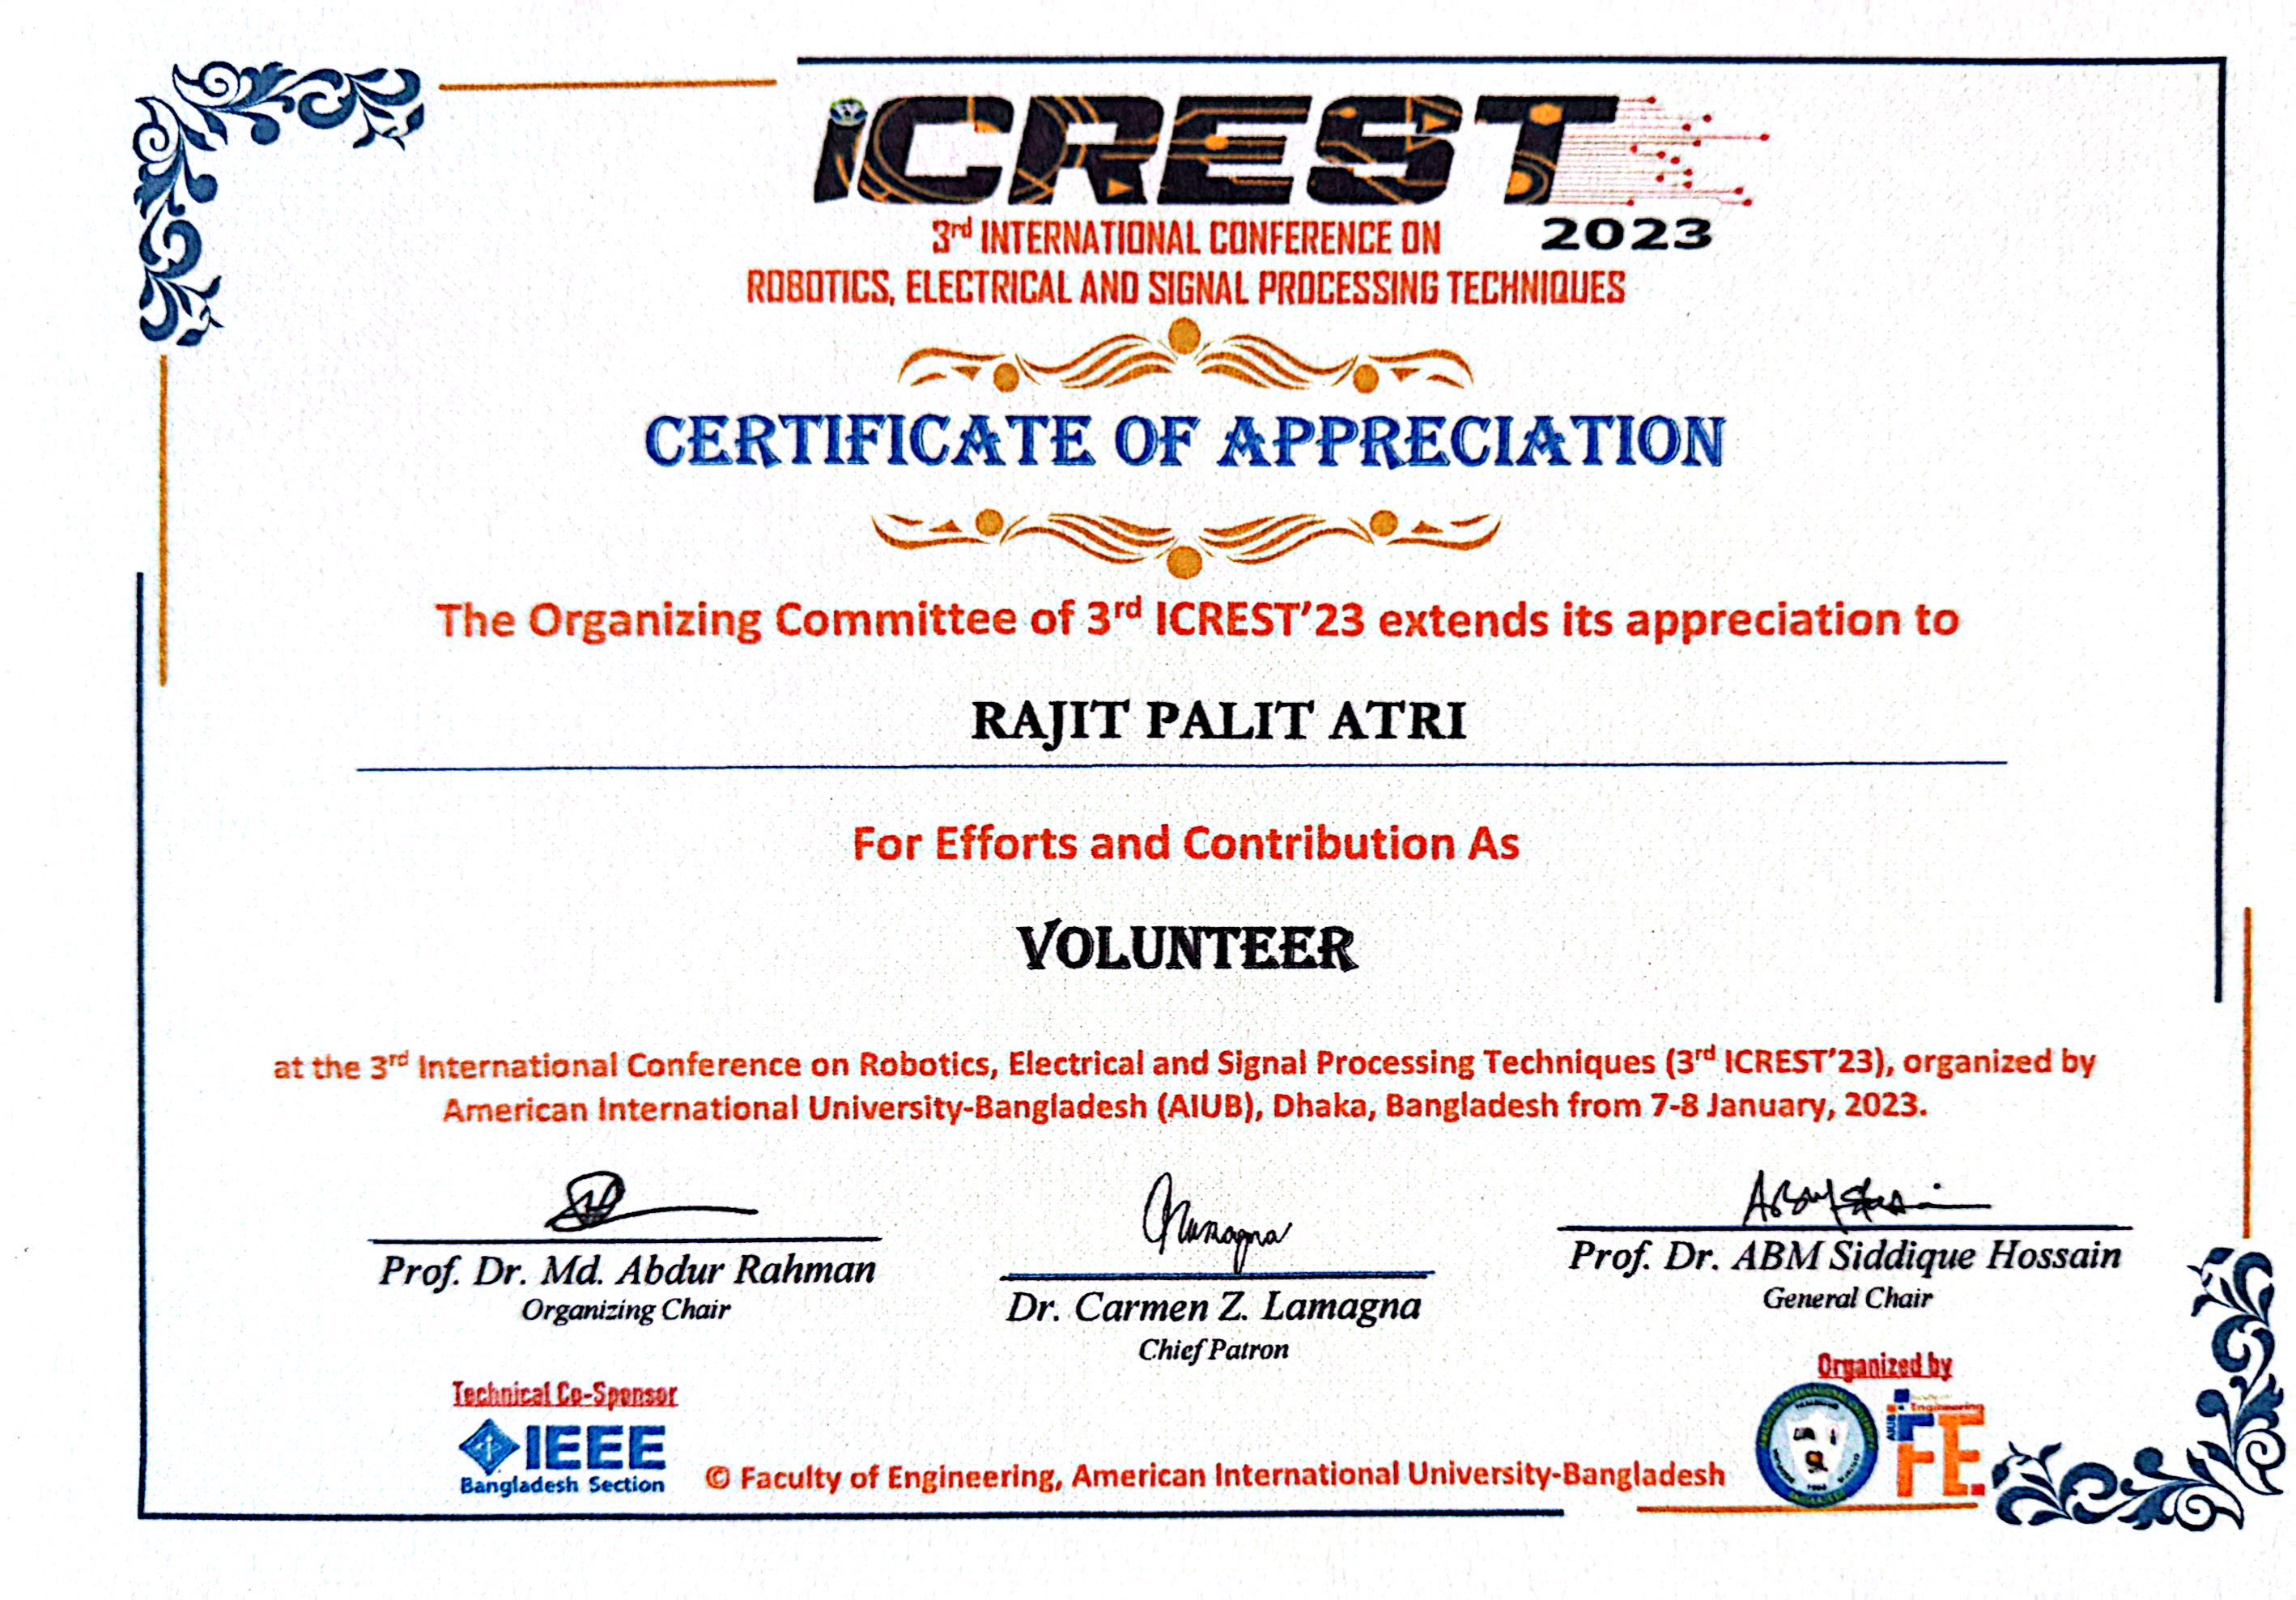 iCREST
3rd INTERNATIONAL CONFERENCE ON 2023
ROBOTICS, ELECTRICAL AND SIGNAL PROCESSING TECHNIQUES
CERTIFICATE OF APPRECIATION
The Organizing Committee of 3rd ICREST’23 extends its appreciation to
RAJIT PALIT ATRI
For Efforts and Contribution As
VOLUNTEER
at the 3rd International Conference on Robotics, Electrical and Signal Processing Techniques (3rd ICREST’23), organized by
American International University-Bangladesh (AIUB), Dhaka, Bangladesh from 7-8 January, 2023.
Prof. Dr. Md. Abdur Rahman
Organizing Chair
Dr. Carmen Z. Lamagna
Chief Patron
Prof. Dr. ABM Siddique Hossain
General Chair
Technical Co-Sponsor
IEEE
Bangladesh Section
© Faculty of Engineering, American International University-Bangladesh
Organized by
Engineering
FE